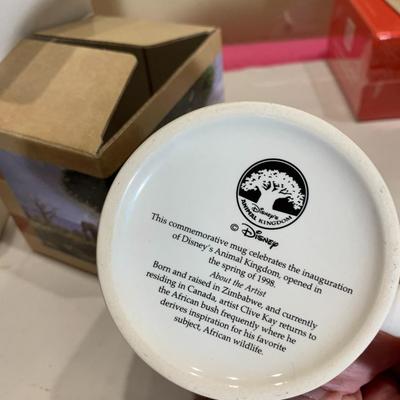 Disney's
ANIMAL KINGDOM
© Disney
This commemorative mug celebrates the inauguration
of Disney's Animal Kingdom, opened in
the spring of 1998.
About the Artist
Born and raised in Zimbabwe, and currently
residing in Canada, artist Clive Kay returns to
the African bush frequently where he
derives inspiration for his favorite
subject, African wildlife.